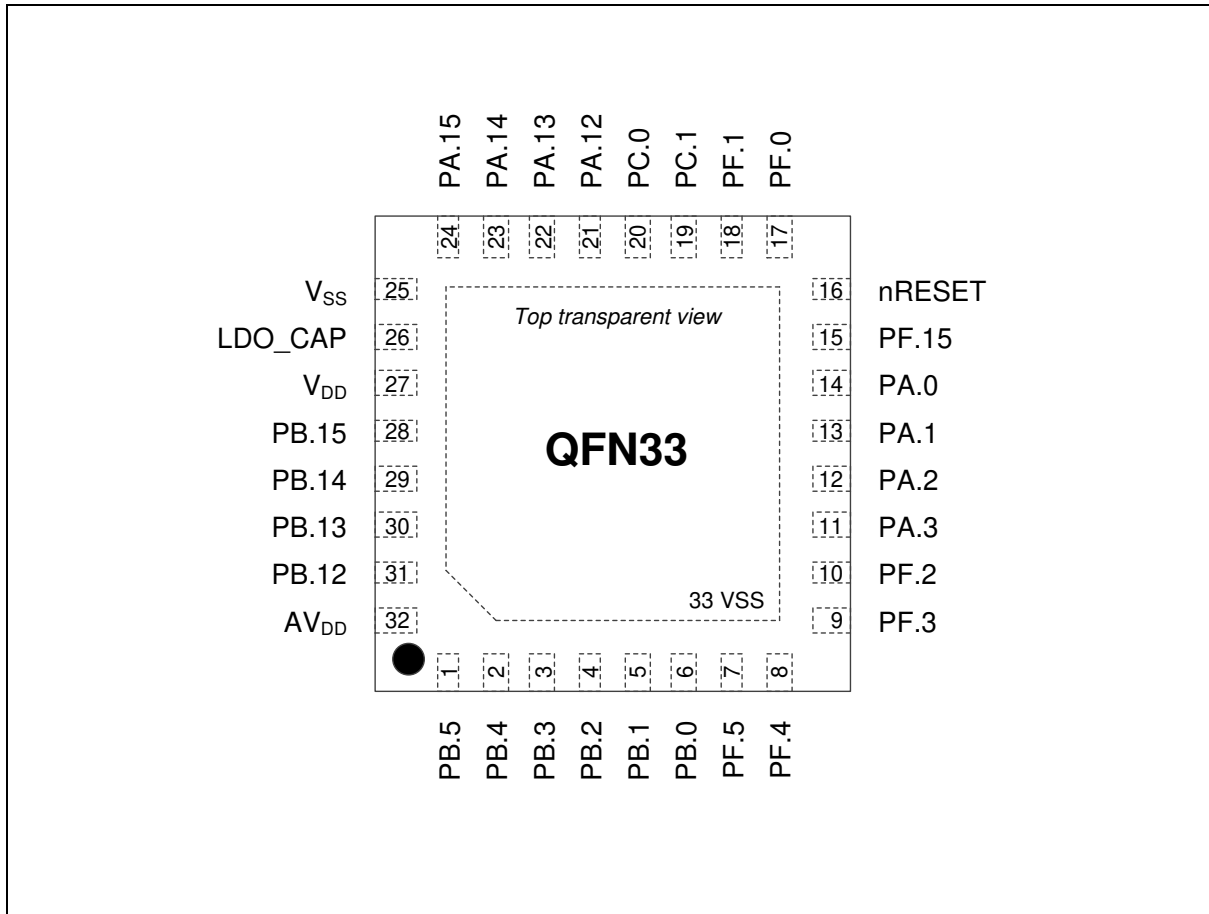 PA.15 PA.14 PA.13 PA.12 PC.0 PC.1 PF.1 PF.0
24 23 22 21 20 19 18 17
VSS 25 16 nRESET
Top transparent view
LDO_CAP 26 15 PF.15
VDD 27 14 PA.0
PB.15 28 13 PA.1
QFN33
PB.14 29 12 PA.2
PB.13 30 11 PA.3
PB.12 31 10 PF.2
33 VSS
AVDD 32 9 PF.3
1 2 3 4 5 6 7 8
PB.5 PB.4 PB.3 PB.2 PB.1 PB.0 PF.5 PF.4